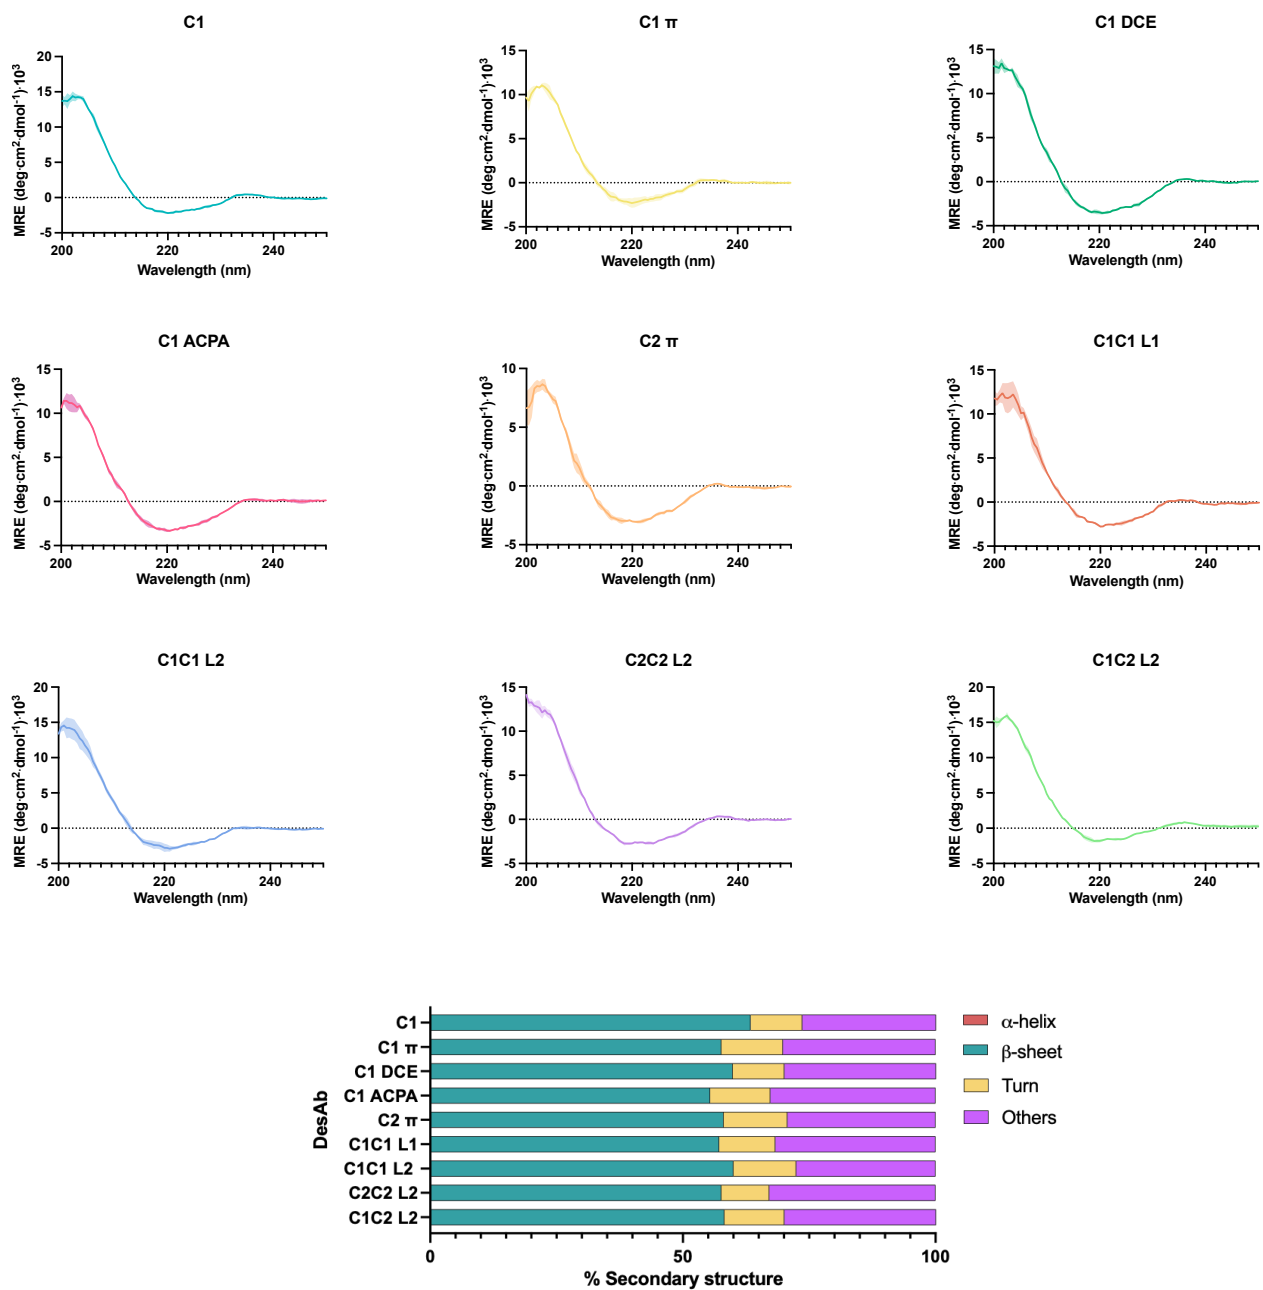 C1
MRE (deg·cm2·dmol-1)·103
20
15
10
5
0
-5
200
220
240
Wavelength (nm)
C1 π
MRE (deg·cm2·dmol-1)·103
15
10
5
0
-5
200
220
240
Wavelength (nm)
C1 DCE
MRE (deg·cm2·dmol-1)·103
15
10
5
0
-5
200
220
240
Wavelength (nm)
C1 ACPA
MRE (deg·cm2·dmol-1)·103
15
10
5
0
-5
200
220
240
Wavelength (nm)
C2 π
MRE (deg·cm2·dmol-1)·103
10
5
0
-5
200
220
240
Wavelength (nm)
C1C1 L1
MRE (deg·cm2·dmol-1)·103
15
10
5
0
-5
200
220
240
Wavelength (nm)
C1C1 L2
MRE (deg·cm2·dmol-1)·103
20
15
10
5
0
-5
200
220
240
Wavelength (nm)
C2C2 L2
MRE (deg·cm2·dmol-1)·103
15
10
5
0
-5
200
220
240
Wavelength (nm)
C1C2 L2
MRE (deg·cm2·dmol-1)·103
20
15
10
5
0
-5
200
220
240
Wavelength (nm)
DesAb
C1
C1 π
C1 DCE
C1 ACPA
C2 π
C1C1 L1
C1C1 L2
C2C2 L2
C1C2 L2
0
50
100
% Secondary structure
α-helix
β-sheet
Turn
Others